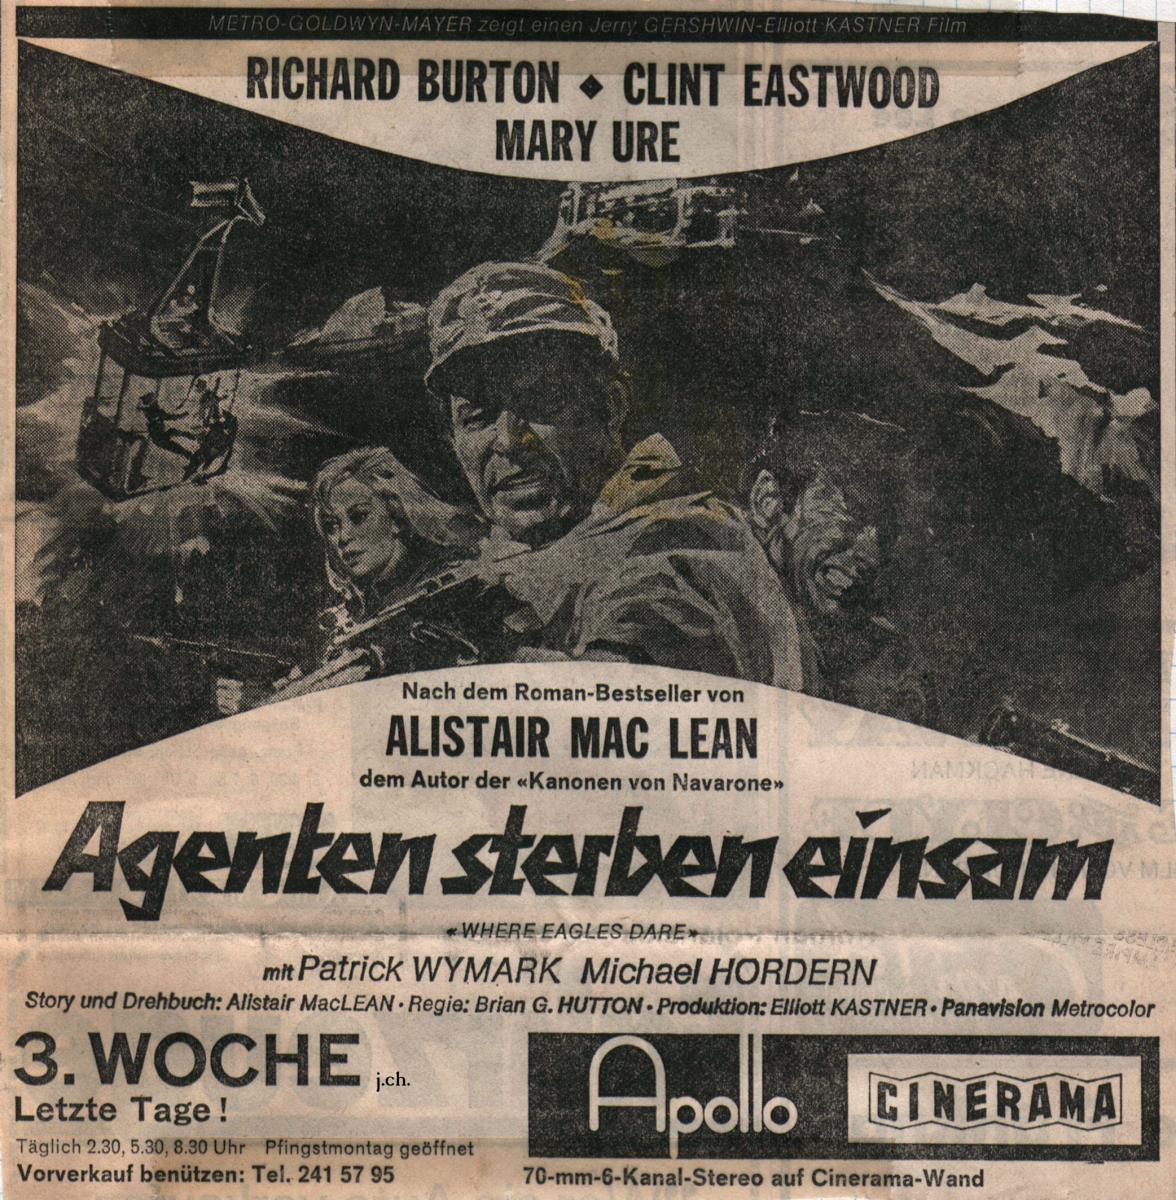 METRO-GOLDWYN-MAYER zeigt einen Jerry GERSHWIN-Elliott KASTNER Film
RICHARD BURTON ◆ CLINT EASTWOOD
MARY URE
Nach dem Roman-Bestseller von
ALISTAIR MAC LEAN
dem Autor der «Kanonen von Navarone»
Agenten sterben einsam
«WHERE EAGLES DARE»
mit Patrick WYMARK Michael HORDERN
Story und Drehbuch: Alistair MacLEAN • Regie: Brian G. HUTTON • Produktion: Elliott KASTNER • Panavision Metrocolor
3. WOCHE j.ch.
Letzte Tage!
Täglich 2.30, 5.30, 8.30 Uhr Pfingstmontag geöffnet
Vorverkauf benützen: Tel. 241 57 95
Apollo
CINERAMA
70-mm-6-Kanal-Stereo auf Cinerama-Wand